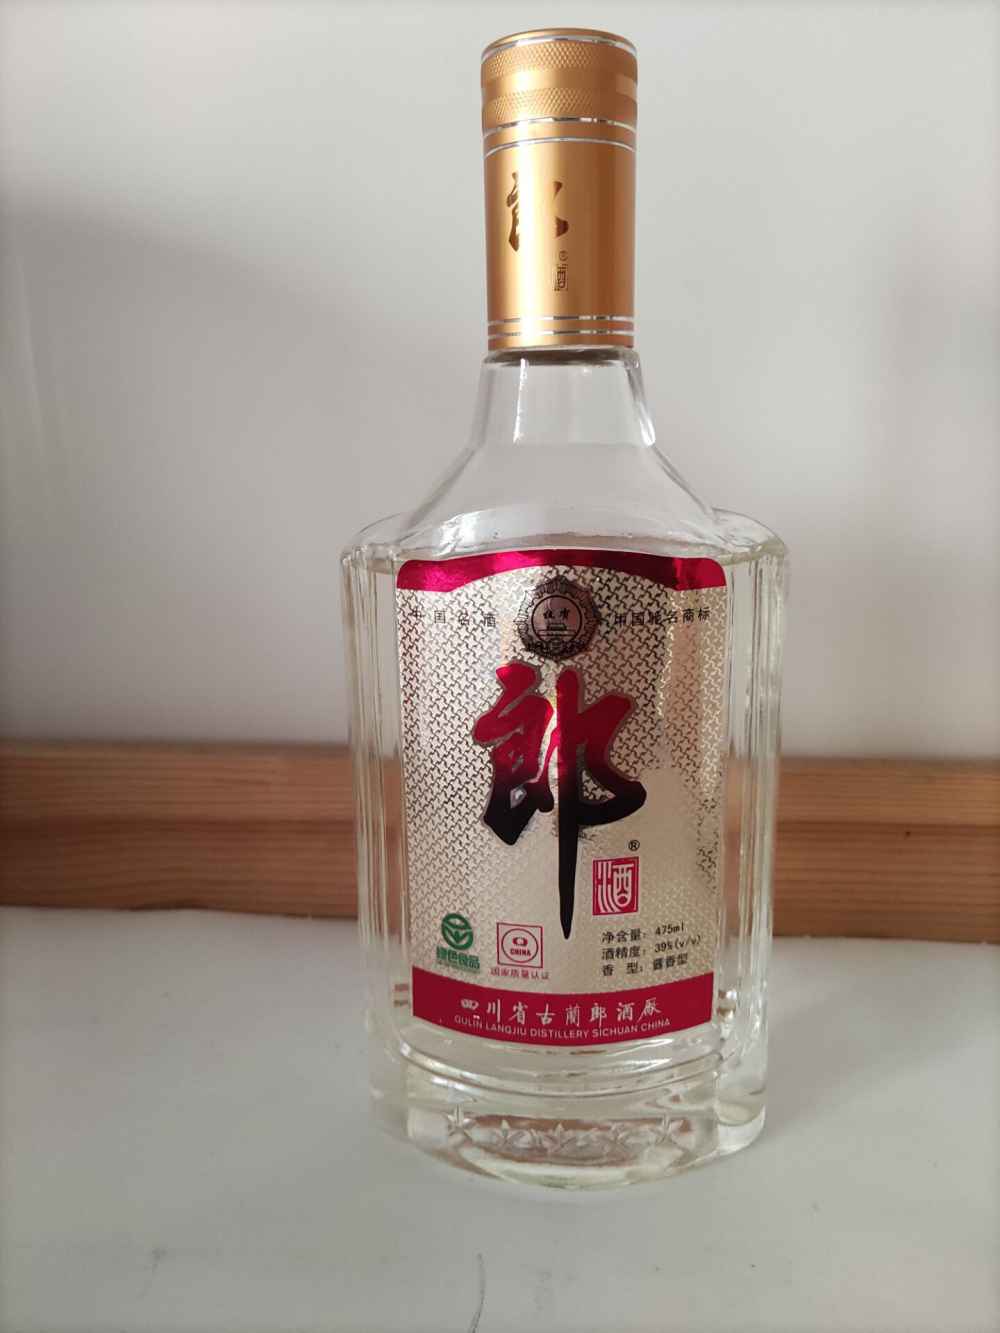 郎
酒
中国名酒
中国驰名商标
郎
®
酒
净含量：475ml
酒精度：39%(v/v)
香 型：酱香型
绿色食品
CHINA
国家质量认证
四川省古蔺郎酒厰
GULIN LANGJIU DISTILLERY SICHUAN CHINA